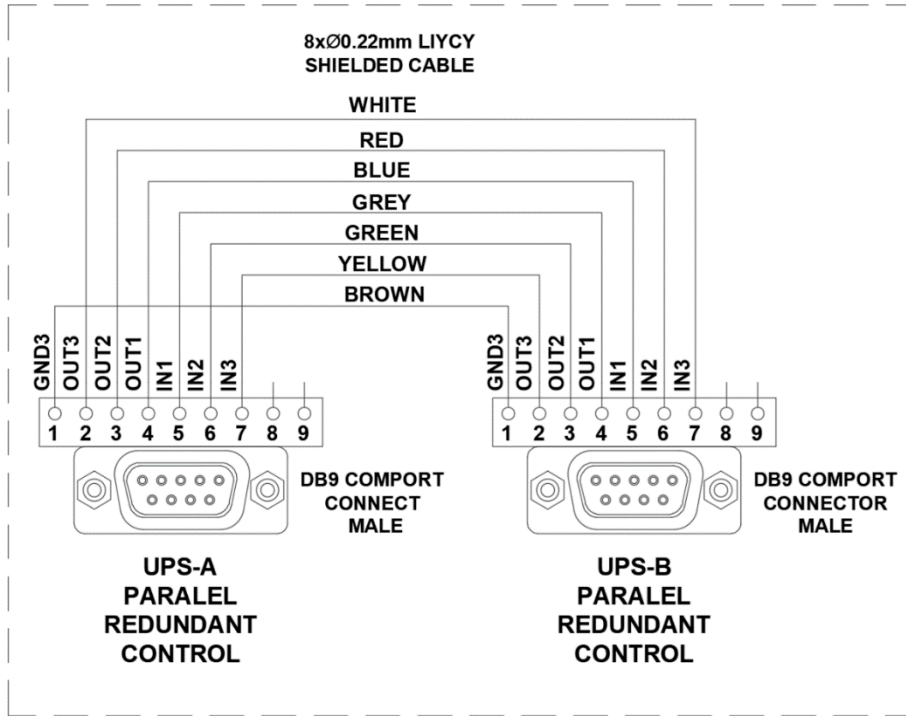 8xØ0.22mm LIYCY
SHIELDED CABLE
WHITE
RED
BLUE
GREY
GREEN
YELLOW
BROWN
GND3 OUT3 OUT2 OUT1 IN1 IN2 IN3
1 2 3 4 5 6 7 8 9
GND3 OUT3 OUT2 OUT1 IN1 IN2 IN3
1 2 3 4 5 6 7 8 9
DB9 COMPORT
CONNECT
MALE
DB9 COMPORT
CONNECTOR
MALE
UPS-A
PARALEL
REDUNDANT
CONTROL
UPS-B
PARALEL
REDUNDANT
CONTROL